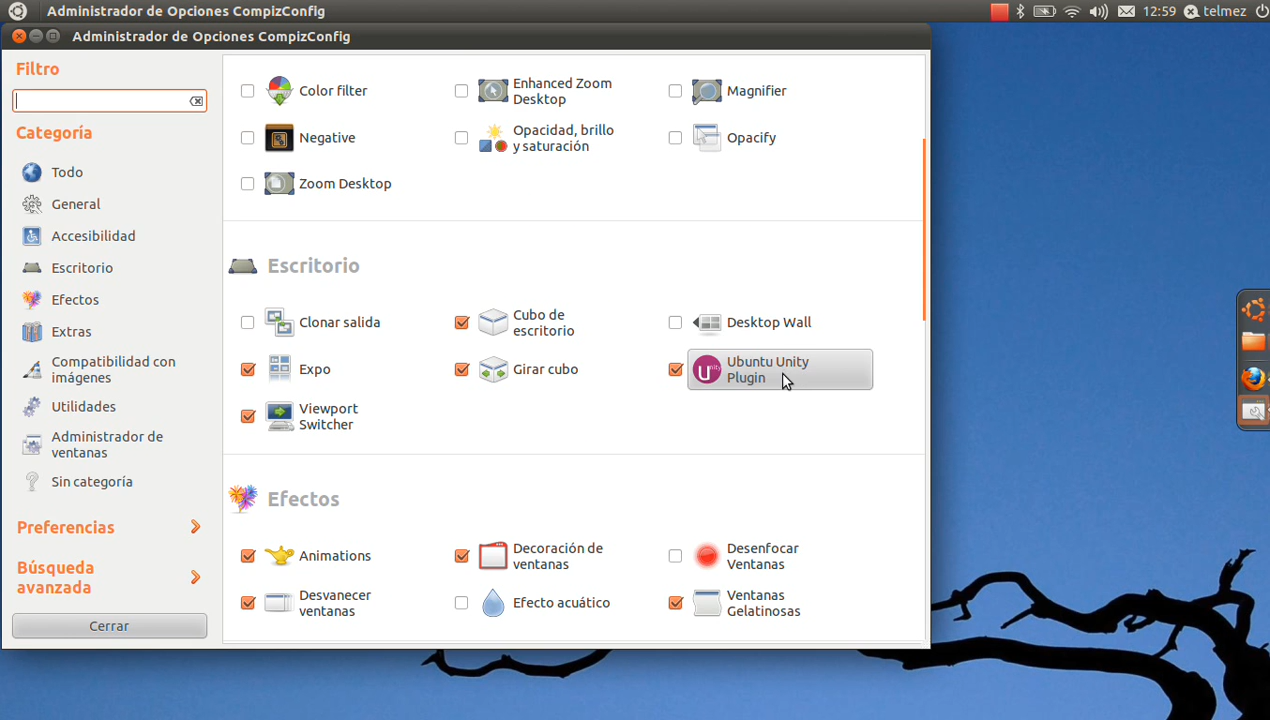 Administrador de Opciones CompizConfig
12:59
telmez
Administrador de Opciones CompizConfig
Filtro
Categoría
Todo
General
Accesibilidad
Escritorio
Efectos
Extras
Compatibilidad con
imágenes
Utilidades
Administrador de
ventanas
Sin categoría
Preferencias
Búsqueda
avanzada
Cerrar
Color filter
Enhanced Zoom
Desktop
Magnifier
Negative
Opacidad, brillo
y saturación
Opacify
Zoom Desktop
Escritorio
Clonar salida
Cubo de
escritorio
Desktop Wall
Expo
Girar cubo
Unity
Ubuntu Unity
Plugin
Viewport
Switcher
Efectos
Animations
Decoración de
ventanas
Desenfocar
Ventanas
Desvanecer
ventanas
Efecto acuático
Ventanas
Gelatinosas